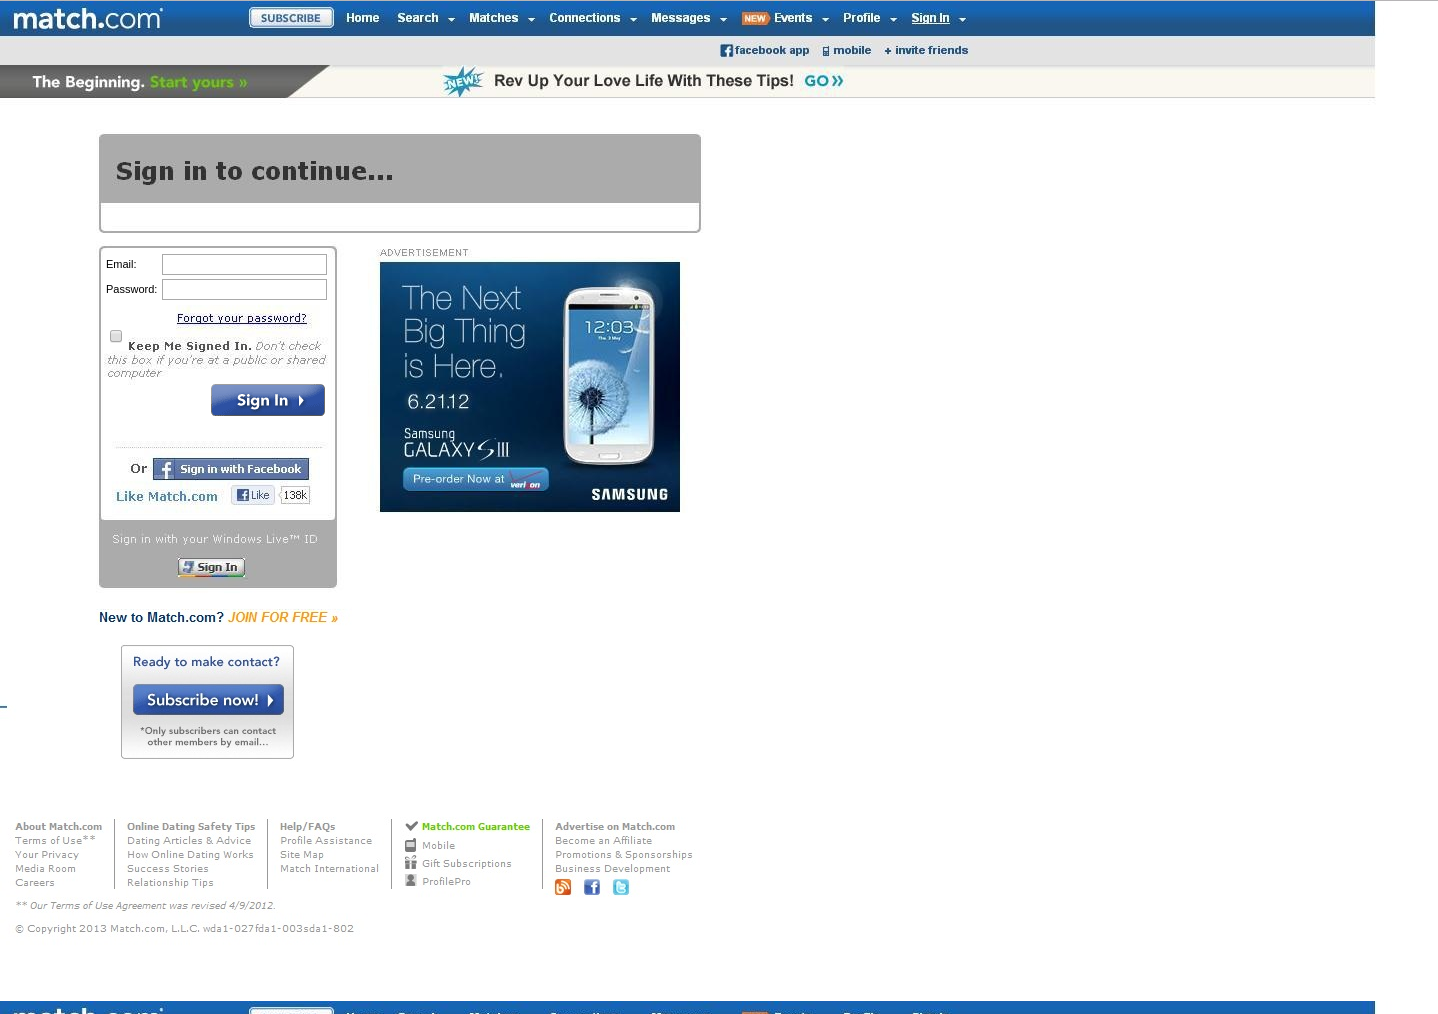 match.com
SUBSCRIBE Home Search Matches Connections Messages NEW Events Profile Sign In
facebook app mobile + invite friends
The Beginning. Start yours »
NEW! Rev Up Your Love Life With These Tips! GO »
Sign in to continue...
Email:
Password:
Forgot your password?
Keep Me Signed In. Don't check
this box if you're at a public or shared
computer
Sign In
Or Sign in with Facebook
Like Match.com Like 138k
Sign in with your Windows Live™ ID
Sign In
ADVERTISEMENT
The Next
Big Thing
is Here.
6.21.12
Samsung
GALAXY SIII
Pre-order Now at verizon
12:03
Thu, 3 May
SAMSUNG
New to Match.com? JOIN FOR FREE »
Ready to make contact?
Subscribe now!
*Only subscribers can contact
other members by email...
About Match.com
Terms of Use**
Your Privacy
Media Room
Careers
Online Dating Safety Tips
Dating Articles & Advice
How Online Dating Works
Success Stories
Relationship Tips
Help/FAQs
Profile Assistance
Site Map
Match International
Match.com Guarantee
Mobile
Gift Subscriptions
ProfilePro
Advertise on Match.com
Become an Affiliate
Promotions & Sponsorships
Business Development
** Our Terms of Use Agreement was revised 4/9/2012.
© Copyright 2013 Match.com, L.L.C. wda1-027fda1-003sda1-802
match.com